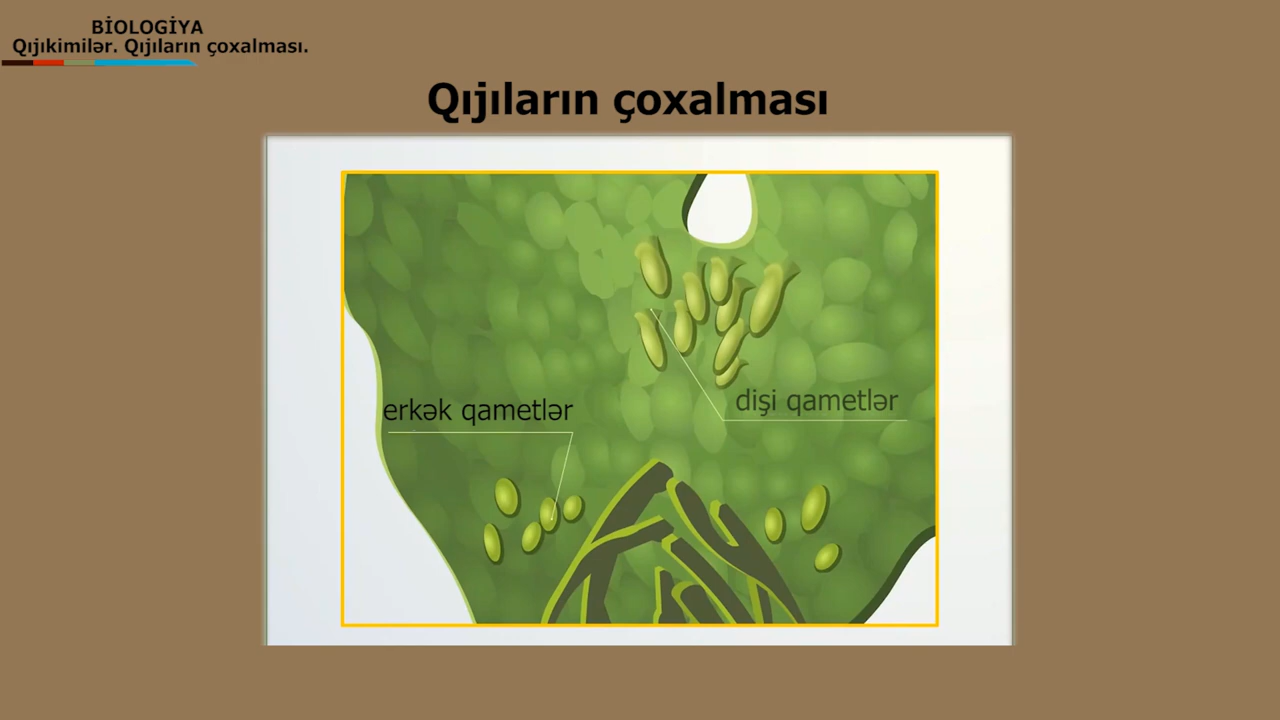 BİOLOGİYA
Qıjıkimilər. Qıjıların çoxalması.
Qıjıların çoxalması
erkək qametlər
dişi qametlər